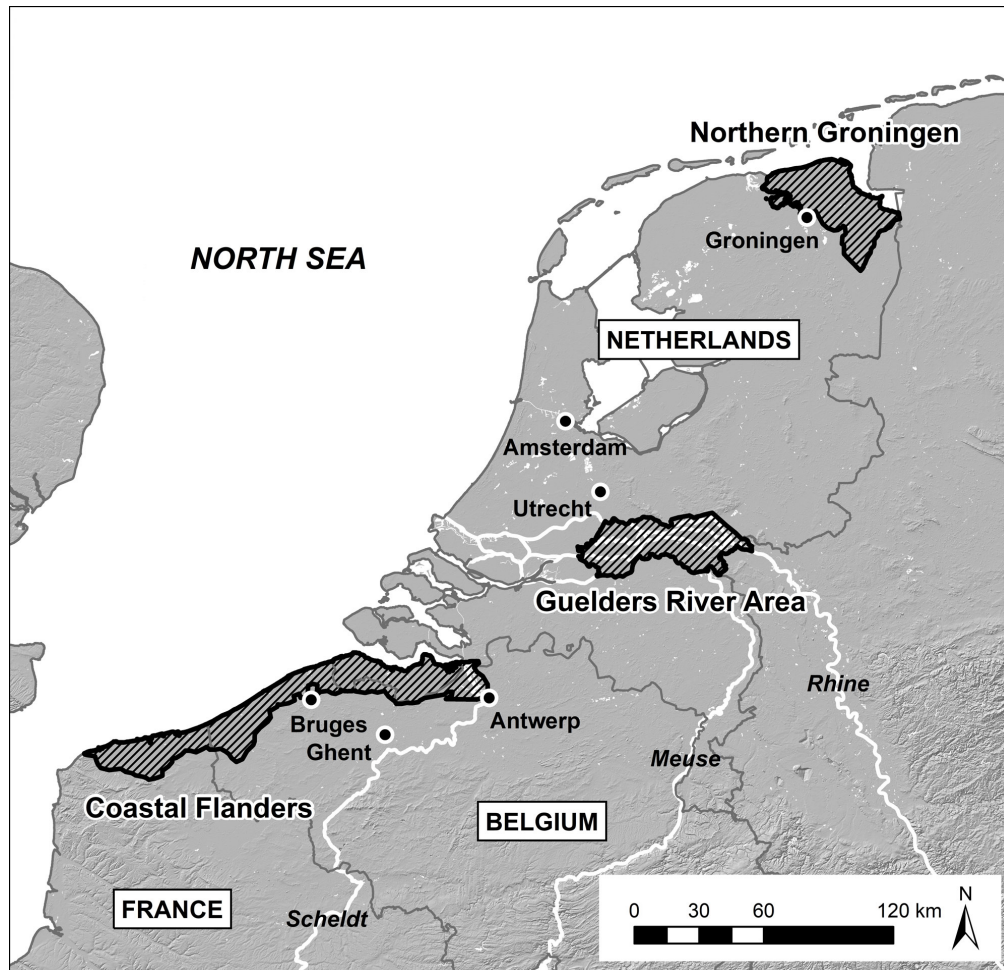 Northern Groningen
Groningen
NORTH SEA
NETHERLANDS
Amsterdam
Utrecht
Guelders River Area
Rhine
Bruges
Antwerp
Ghent
Meuse
Coastal Flanders
BELGIUM
FRANCE
Scheldt
0 30 60 120 km
N